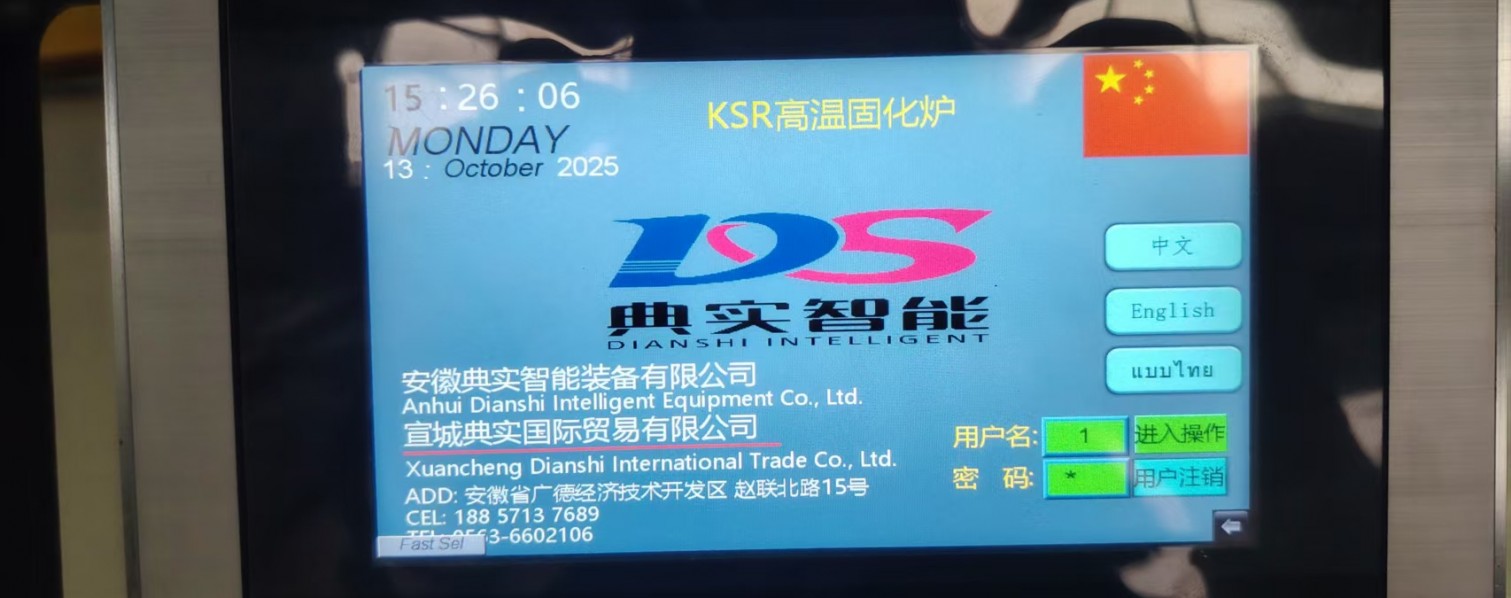 15 : 26 : 06
MONDAY
13 : October 2025
KSR高温固化炉
DS
典实智能
DIANSHI INTELLIGENT
中文
English
แบบไทย
安徽典实智能装备有限公司
Anhui Dianshi Intelligent Equipment Co., Ltd.
宣城典实国际贸易有限公司
Xuancheng Dianshi International Trade Co., Ltd.
ADD: 安徽省广德经济技术开发区 赵联北路15号
CEL: 188 5713 7689
TEL: 0563-6602106
Fast Sel
用户名: 1 进入操作
密 码: * 用户注销